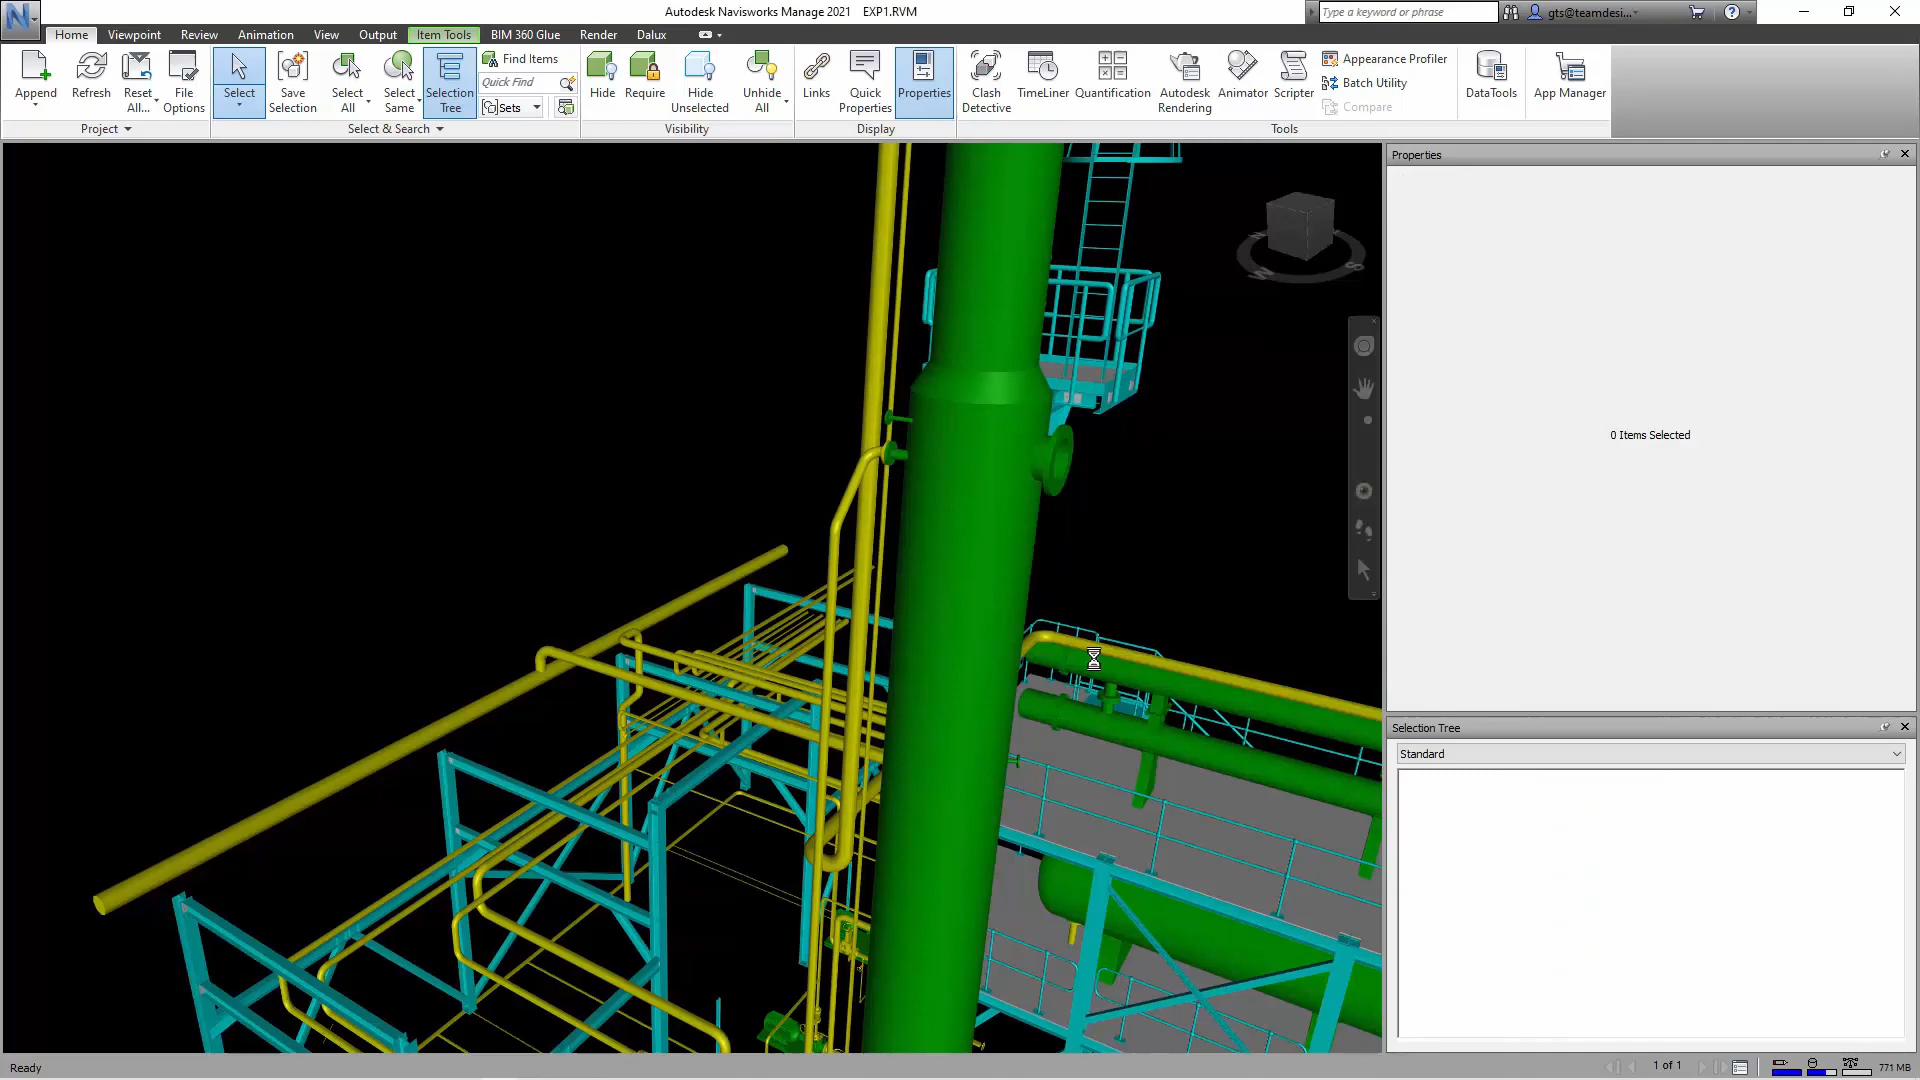 Autodesk Navisworks Manage 2021 EXP1.RVM
Type a keyword or phrase
gts@teamdesi...
Home Viewpoint Review Animation View Output Item Tools BIM 360 Glue Render Dalux
Append
Refresh
Reset All...
File Options
Project
Select
Save Selection
Select All
Select Same
Selection Tree
Find Items
Quick Find
Sets
Select & Search
Hide
Require
Hide Unselected
Unhide All
Visibility
Links
Quick Properties
Properties
Display
Clash Detective
TimeLiner
Quantification
Autodesk Rendering
Animator
Scripter
Appearance Profiler
Batch Utility
Compare
Tools
DataTools
App Manager
Properties
0 Items Selected
Selection Tree
Standard
Ready
1 of 1
771 MB